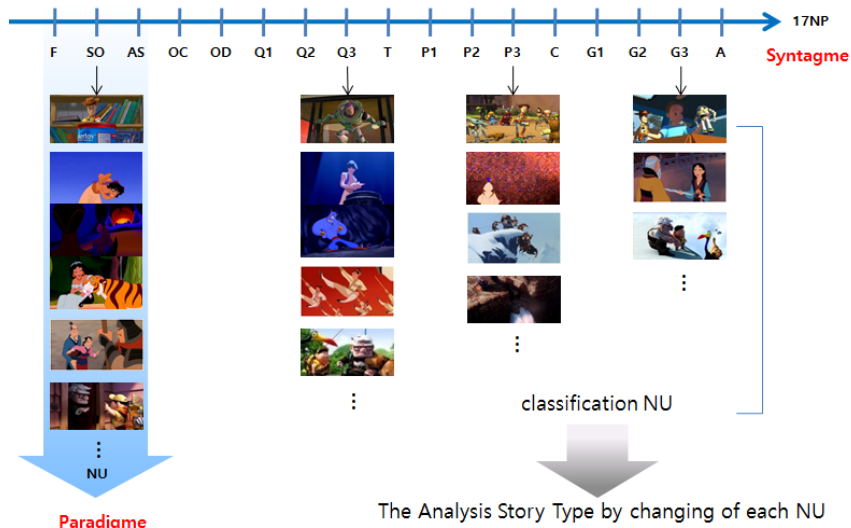 17NP
F SO AS OC OD Q1 Q2 Q3 T P1 P2 P3 C G1 G2 G3 A
Syntagme
classification NU
NU
Paradigme
The Analysis Story Type by changing of each NU